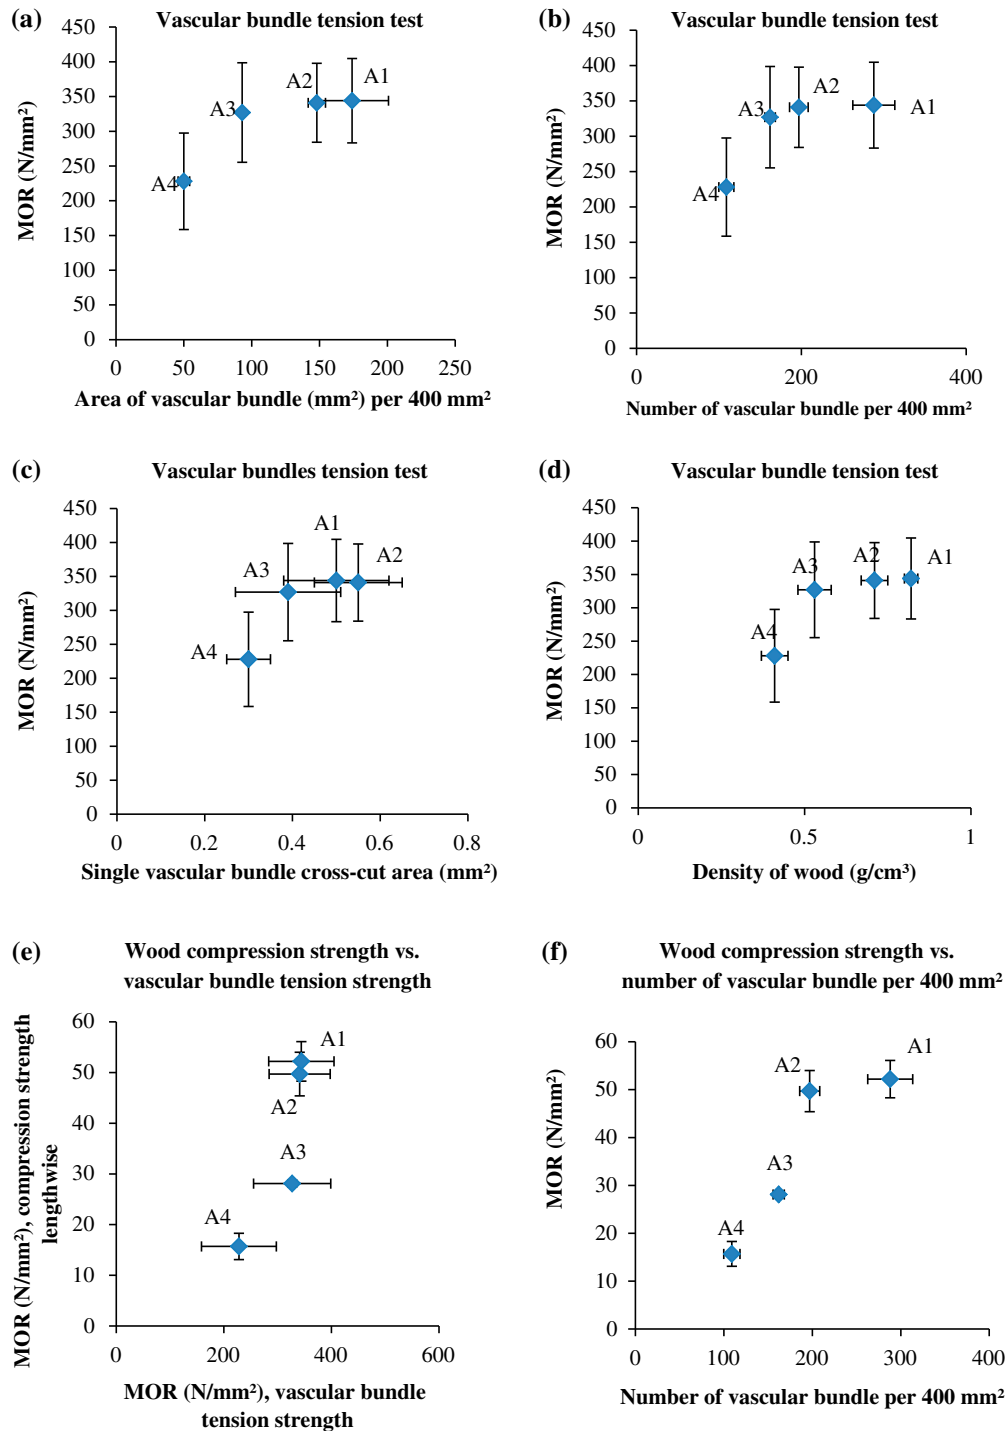 (a)
Vascular bundle tension test
MOR (N/mm²)
450
400
350
300
250
200
150
100
50
0
A4
A3
A2
A1
0 50 100 150 200 250
Area of vascular bundle (mm²) per 400 mm²
(b)
Vascular bundle tension test
MOR (N/mm²)
450
400
350
300
250
200
150
100
50
0
A4
A3
A2
A1
0 200 400
Number of vascular bundle per 400 mm²
(c)
Vascular bundles tension test
MOR (N/mm²)
450
400
350
300
250
200
150
100
50
0
A4
A3
A1
A2
0 0.2 0.4 0.6 0.8
Single vascular bundle cross-cut area (mm²)
(d)
Vascular bundle tension test
MOR (N/mm²)
450
400
350
300
250
200
150
100
50
0
A4
A3
A2
A1
0 0.5 1
Density of wood (g/cm³)
(e)
Wood compression strength vs.
vascular bundle tension strength
MOR (N/mm²), compression strength
lengthwise
60
50
40
30
20
10
0
A1
A2
A3
A4
0 200 400 600
MOR (N/mm²), vascular bundle
tension strength
(f)
Wood compression strength vs.
number of vascular bundle per 400 mm²
MOR (N/mm²)
60
50
40
30
20
10
0
A1
A2
A3
A4
0 100 200 300 400
Number of vascular bundle per 400 mm²